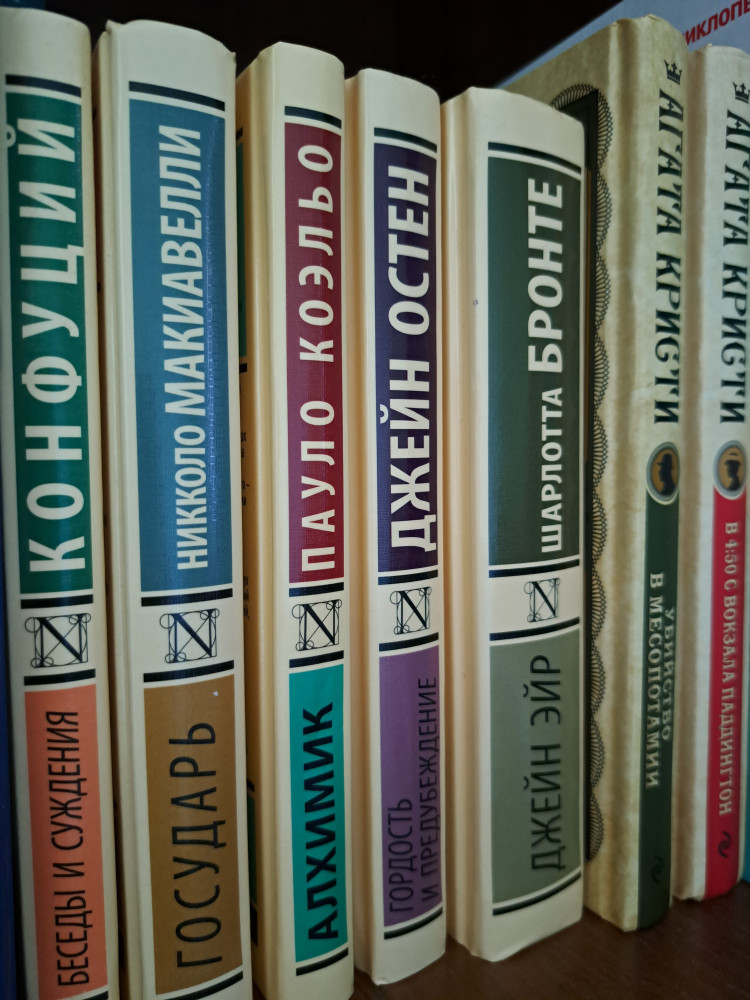 КОНФУЦИЙ
БЕСЕДЫ И СУЖДЕНИЯ
НИККОЛО МАКИАВЕЛЛИ
ГОСУДАРЬ
ПАУЛО КОЭЛЬО
АЛХИМИК
ДЖЕЙН ОСТЕН
ГОРДОСТЬ
И ПРЕДУБЕЖДЕНИЕ
ШАРЛОТТА БРОНТЕ
ДЖЕЙН ЭЙР
АГАТА КРИСТИ
УБИЙСТВО
В МЕСОПОТАМИИ
АГАТА КРИСТИ
В 4:50 С ВОКЗАЛА ПАДДИНГТОН